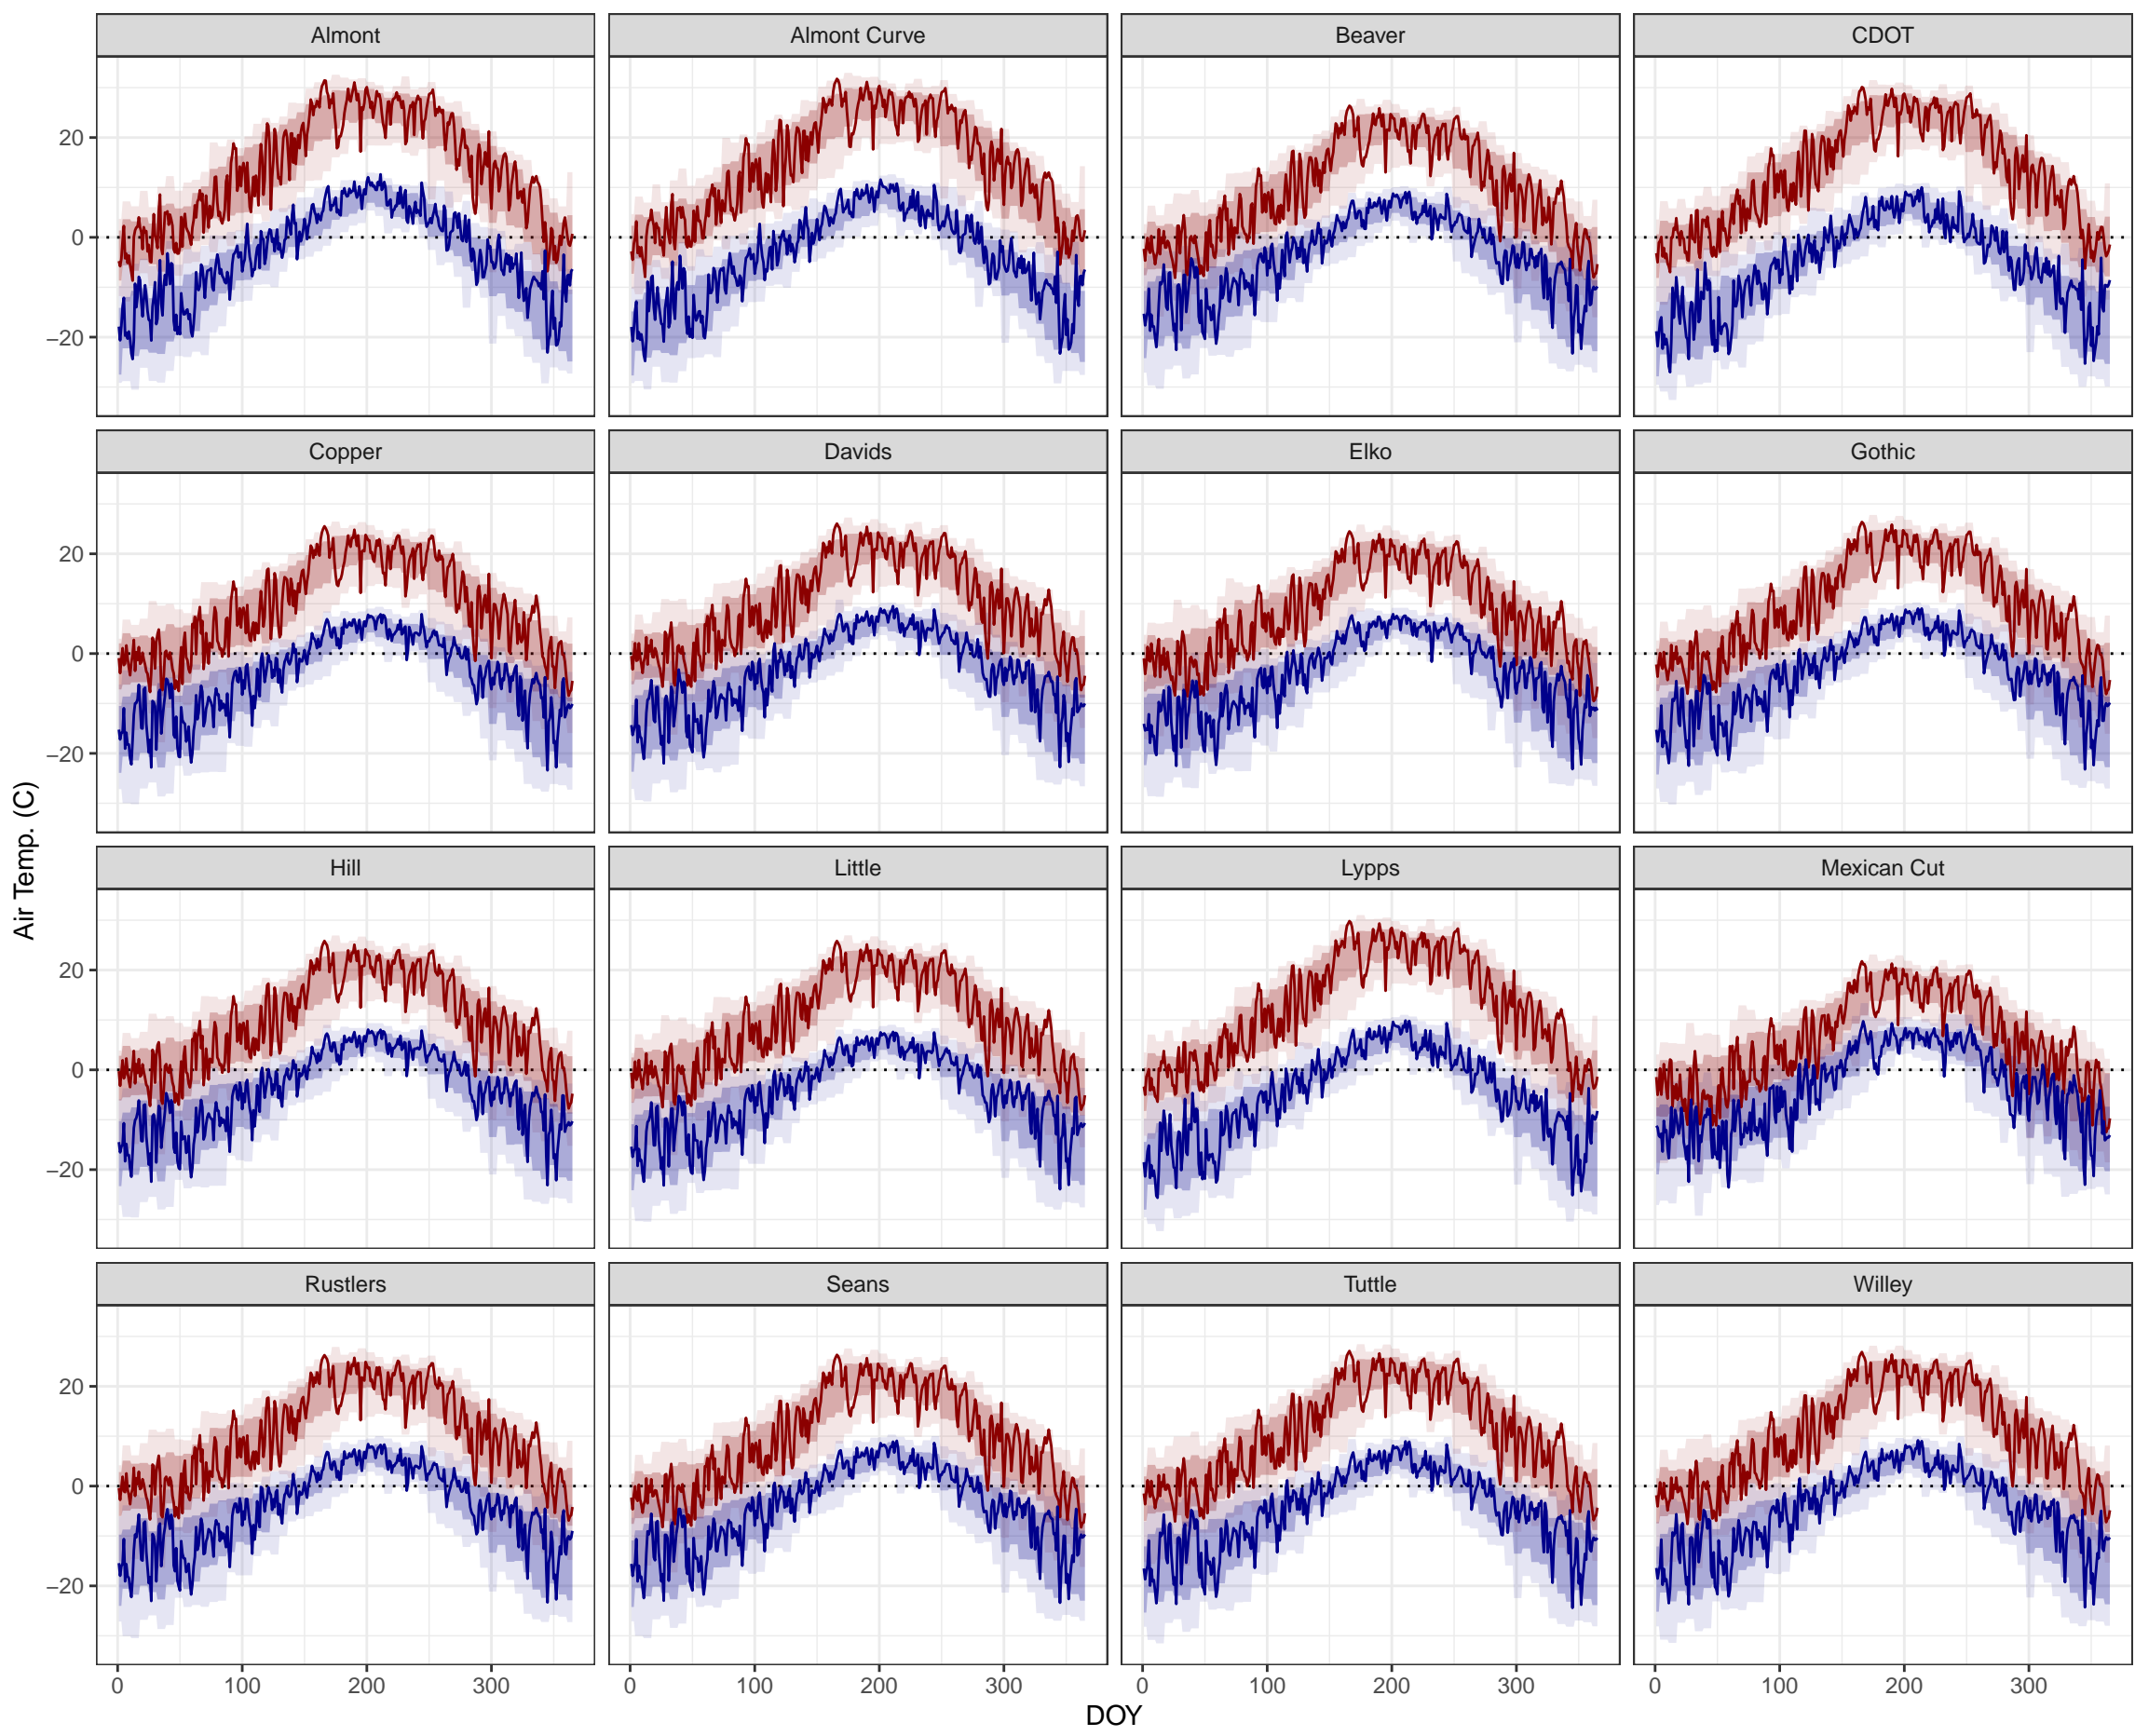 Almont Almont Curve Beaver CDOT
20
0
−20
Copper Davids Elko Gothic
20
0
−20
Hill Little Lypps Mexican Cut
20
0
−20
Rustlers Seans Tuttle Willey
20
0
−20
0 100 200 300 0 100 200 300 0 100 200 300 0 100 200 300
DOY
Air Temp. (C)